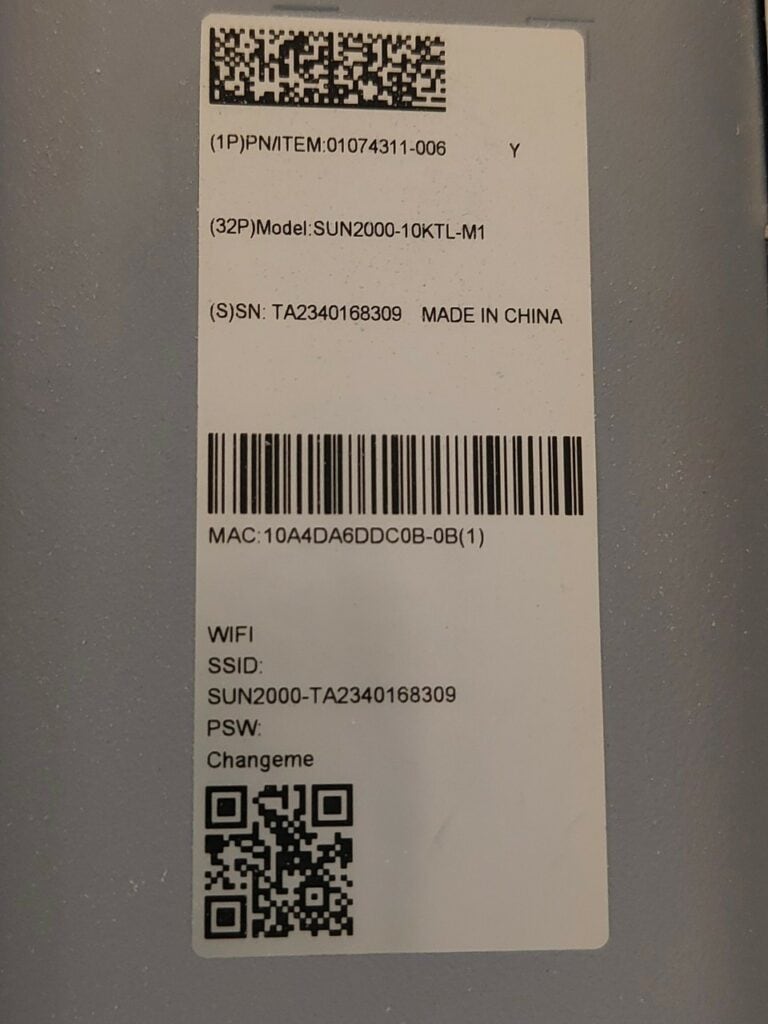 (1P)PN/ITEM:01074311-006 Y
(32P)Model:SUN2000-10KTL-M1
(S)SN: TA2340168309 MADE IN CHINA
MAC:10A4DA6DDC0B-0B(1)
WIFI
SSID:
SUN2000-TA2340168309
PSW:
Changeme